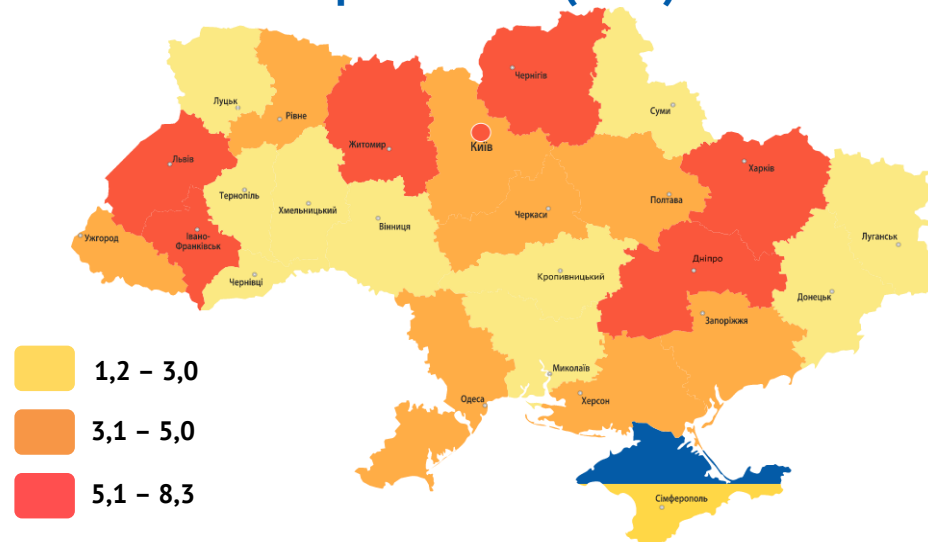 Чернігів
Луцьк
Суми
Рівне
Київ
Житомир
Львів
Харків
Тернопіль
Полтава
Хмельницький
Черкаси
Вінниця
Ужгород
Івано-
Франківськ
Луганськ
Дніпро
Чернівці
Кропивницький
Донецьк
Запоріжжя
Миколаїв
Одеса
Херсон
Сімферополь
1,2 – 3,0
3,1 – 5,0
5,1 – 8,3